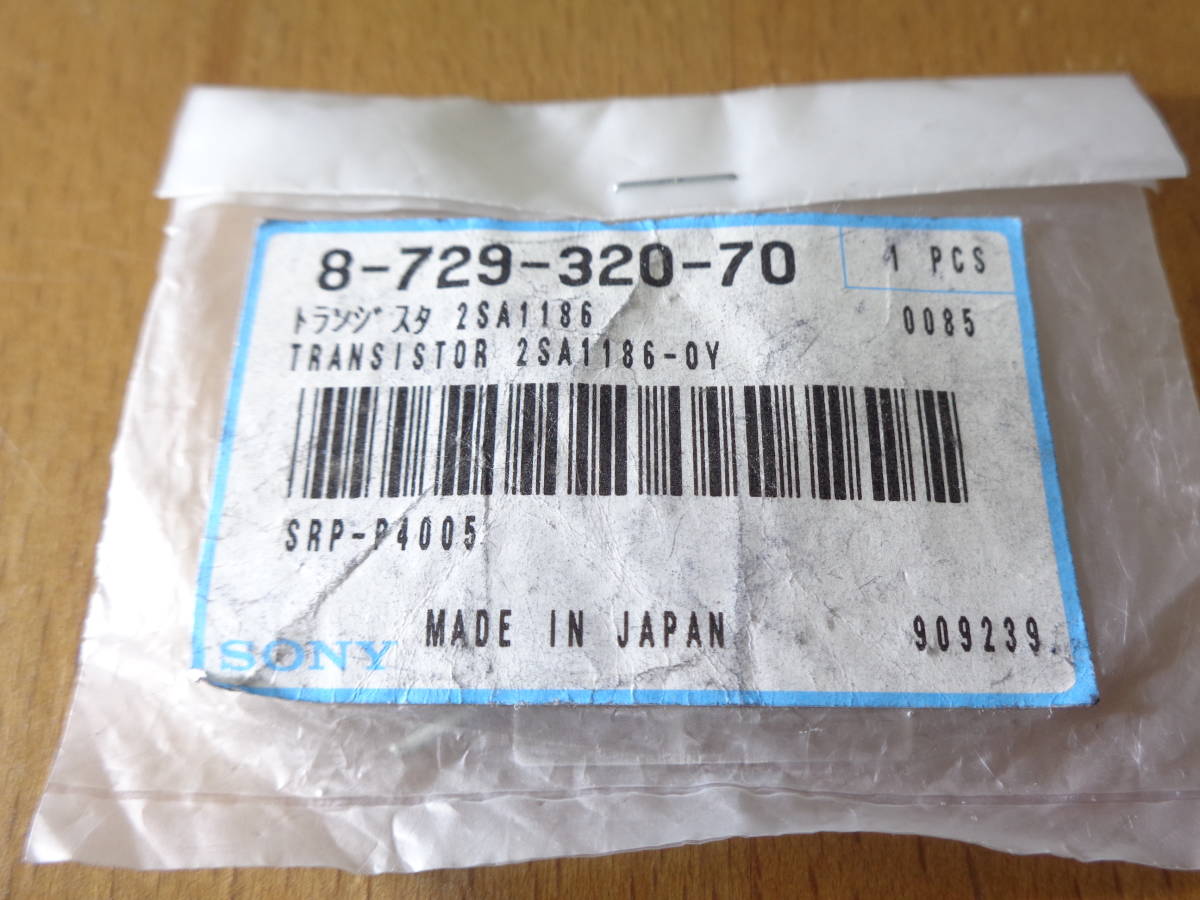 8-729-320-70 1 PCS
トランジスタ 2SA1186 0085
TRANSISTOR 2SA1186-OY
SRP-P4005
MADE IN JAPAN 909239
SONY